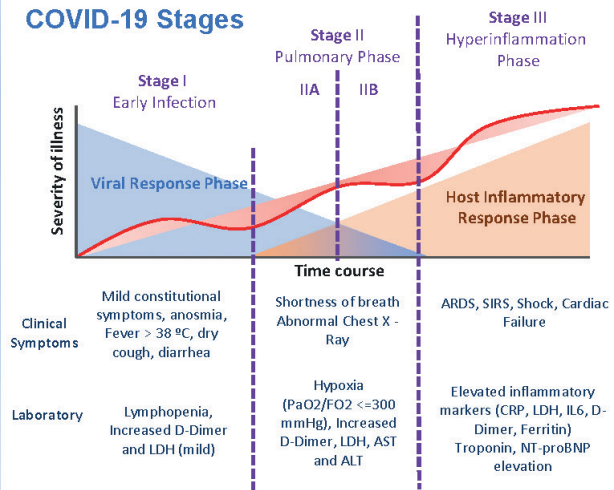 COVID-19 Stages
Stage I
Early Infection
Stage II
Pulmonary Phase
IIA
IIB
Stage III
Hyperinflammation
Phase
Severity of illness
Viral Response Phase
Host Inflammatory
Response Phase
Time course
Clinical
Symptoms
Mild constitutional
symptoms, anosmia,
Fever > 38 ºC, dry
cough, diarrhea
Shortness of breath
Abnormal Chest X -
Ray
ARDS, SIRS, Shock, Cardiac
Failure
Laboratory
Lymphopenia,
Increased D-Dimer
and LDH (mild)
Hypoxia
(PaO2/FO2 <=300
mmHg), Increased
D-Dimer, LDH, AST
and ALT
Elevated inflammatory
markers (CRP, LDH, IL6, D-
Dimer, Ferritin)
Troponin, NT-proBNP
elevation